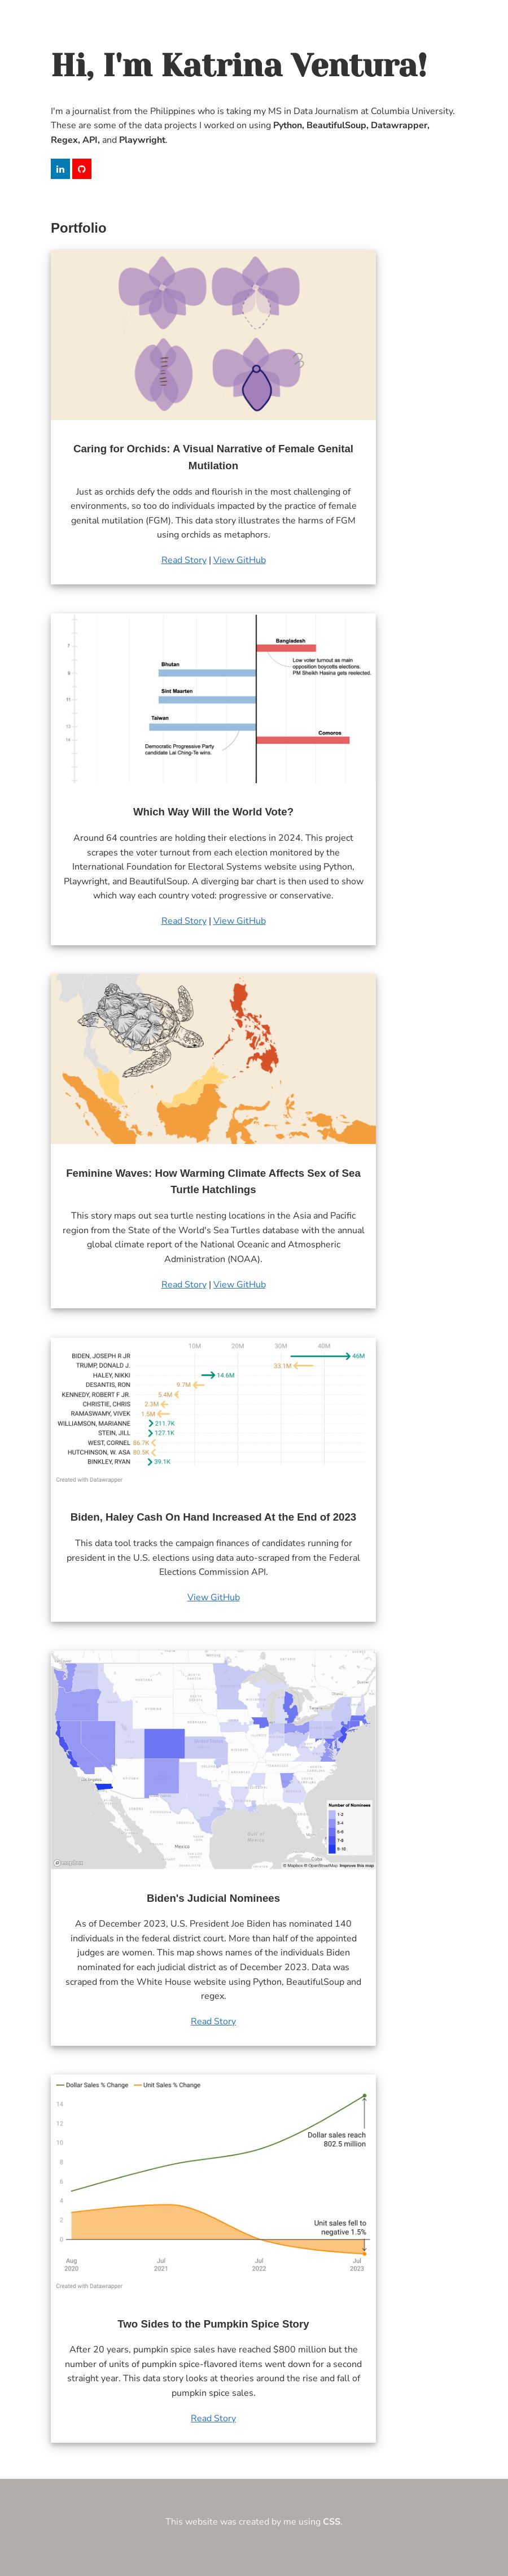 Hi, I'm Katrina Ventura!
I'm a journalist from the Philippines who is taking my MS in Data Journalism at Columbia University.
These are some of the data projects I worked on using Python, BeautifulSoup, Datawrapper,
Regex, API, and Playwright.
in
Portfolio
Caring for Orchids: A Visual Narrative of Female Genital
Mutilation
Just as orchids defy the odds and flourish in the most challenging of
environments, so too do individuals impacted by the practice of female
genital mutilation (FGM). This data story illustrates the harms of FGM
using orchids as metaphors.
Read Story | View GitHub
Bangladesh
7
Low voter turnout as main
opposition boycotts elections.
PM Sheikh Hasina gets reelected.
Bhutan
Sint Maarten
11
Taiwan
Comoros
Democratic Progressive Party
candidate Lai Ching-Te wins.
Which Way Will the World Vote?
Around 64 countries are holding their elections in 2024. This project
scrapes the voter turnout from each election monitored by the
International Foundation for Electoral Systems website using Python,
Playwright, and BeautifulSoup. A diverging bar chart is then used to show
which way each country voted: progressive or conservative.
Read Story | View GitHub
Feminine Waves: How Warming Climate Affects Sex of Sea
Turtle Hatchlings
This story maps out sea turtle nesting locations in the Asia and Pacific
region from the State of the World's Sea Turtles database with the annual
global climate report of the National Oceanic and Atmospheric
Administration (NOAA).
Read Story | View GitHub
10M 20M 30M 40M
BIDEN, JOSEPH R JR 46M
TRUMP, DONALD J. 33.1M
HALEY, NIKKI 14.6M
DESANTIS, RON 9.7M
KENNEDY, ROBERT F JR. 5.4M
CHRISTIE, CHRIS 2.3M
RAMASWAMY, VIVEK 1.5M
WILLIAMSON, MARIANNE 211.7K
STEIN, JILL 127.1K
WEST, CORNEL 86.7K
HUTCHINSON, W. ASA 80.5K
BINKLEY, RYAN 39.1K
Created with Datawrapper
Biden, Haley Cash On Hand Increased At the End of 2023
This data tool tracks the campaign finances of candidates running for
president in the U.S. elections using data auto-scraped from the Federal
Elections Commission API.
View GitHub
Vancouver
Los Angeles
Gulf of
Mexico
Mexico
Cuba
Number of Nominees
1-2
3-4
5-6
7-8
mapbox
© Mapbox © OpenStreetMap Improve this map
Biden's Judicial Nominees
As of December 2023, U.S. President Joe Biden has nominated 140
individuals in the federal district court. More than half of the appointed
judges are women. This map shows names of the individuals Biden
nominated for each judicial district as of December 2023. Data was
scraped from the White House website using Python, BeautifulSoup and
regex.
Read Story
Dollar Sales % Change Unit Sales % Change
14
12
Dollar sales reach
802.5 million
10
8
6
4
2
Unit sales fell to
negative 1.5%
0
Aug Jul Jul Jul
2020 2021 2022 2023
Created with Datawrapper
Two Sides to the Pumpkin Spice Story
After 20 years, pumpkin spice sales have reached $800 million but the
number of units of pumpkin spice-flavored items went down for a second
straight year. This data story looks at theories around the rise and fall of
pumpkin spice sales.
Read Story
This website was created by me using CSS.